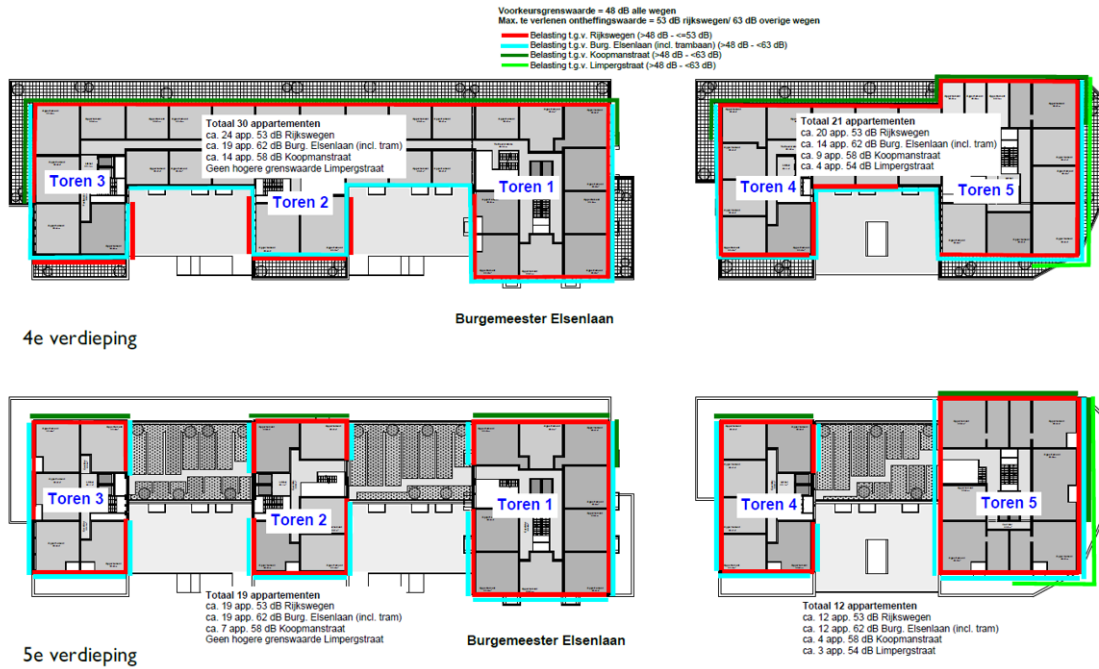 Voorkeursgrenswaarde = 48 dB alle wegen
Max. te verlenen ontheffingswaarde = 53 dB rijkswegen/ 63 dB overige wegen
Belasting t.g.v. Rijkswegen (>48 dB - <=53 dB)
Belasting t.g.v. Burg. Elsenlaan (incl. trambaan) (>48 dB - <63 dB)
Belasting t.g.v. Koopmanstraat (>48 dB - <63 dB)
Belasting t.g.v. Limpergstraat (>48 dB - <63 dB)
Totaal 30 appartementen
ca. 24 app. 53 dB Rijkswegen
ca. 19 app. 62 dB Burg. Elsenlaan (incl. tram)
ca. 14 app. 58 dB Koopmanstraat
Geen hogere grenswaarde Limpergstraat
Toren 3
Toren 2
Toren 1
Totaal 21 appartementen
ca. 20 app. 53 dB Rijkswegen
ca. 14 app. 62 dB Burg. Elsenlaan (incl. tram)
ca. 9 app. 58 dB Koopmanstraat
ca. 4 app. 54 dB Limpergstraat
Toren 4
Toren 5
Burgemeester Elsenlaan
4e verdieping
Toren 3
Toren 2
Toren 1
Toren 4
Toren 5
Totaal 19 appartementen
ca. 19 app. 53 dB Rijkswegen
ca. 19 app. 62 dB Burg. Elsenlaan (incl. tram)
ca. 7 app. 58 dB Koopmanstraat
Geen hogere grenswaarde Limpergstraat
Burgemeester Elsenlaan
Totaal 12 appartementen
ca. 12 app. 53 dB Rijkswegen
ca. 12 app. 62 dB Burg. Elsenlaan (incl. tram)
ca. 4 app. 58 dB Koopmanstraat
ca. 3 app. 54 dB Limpergstraat
5e verdieping